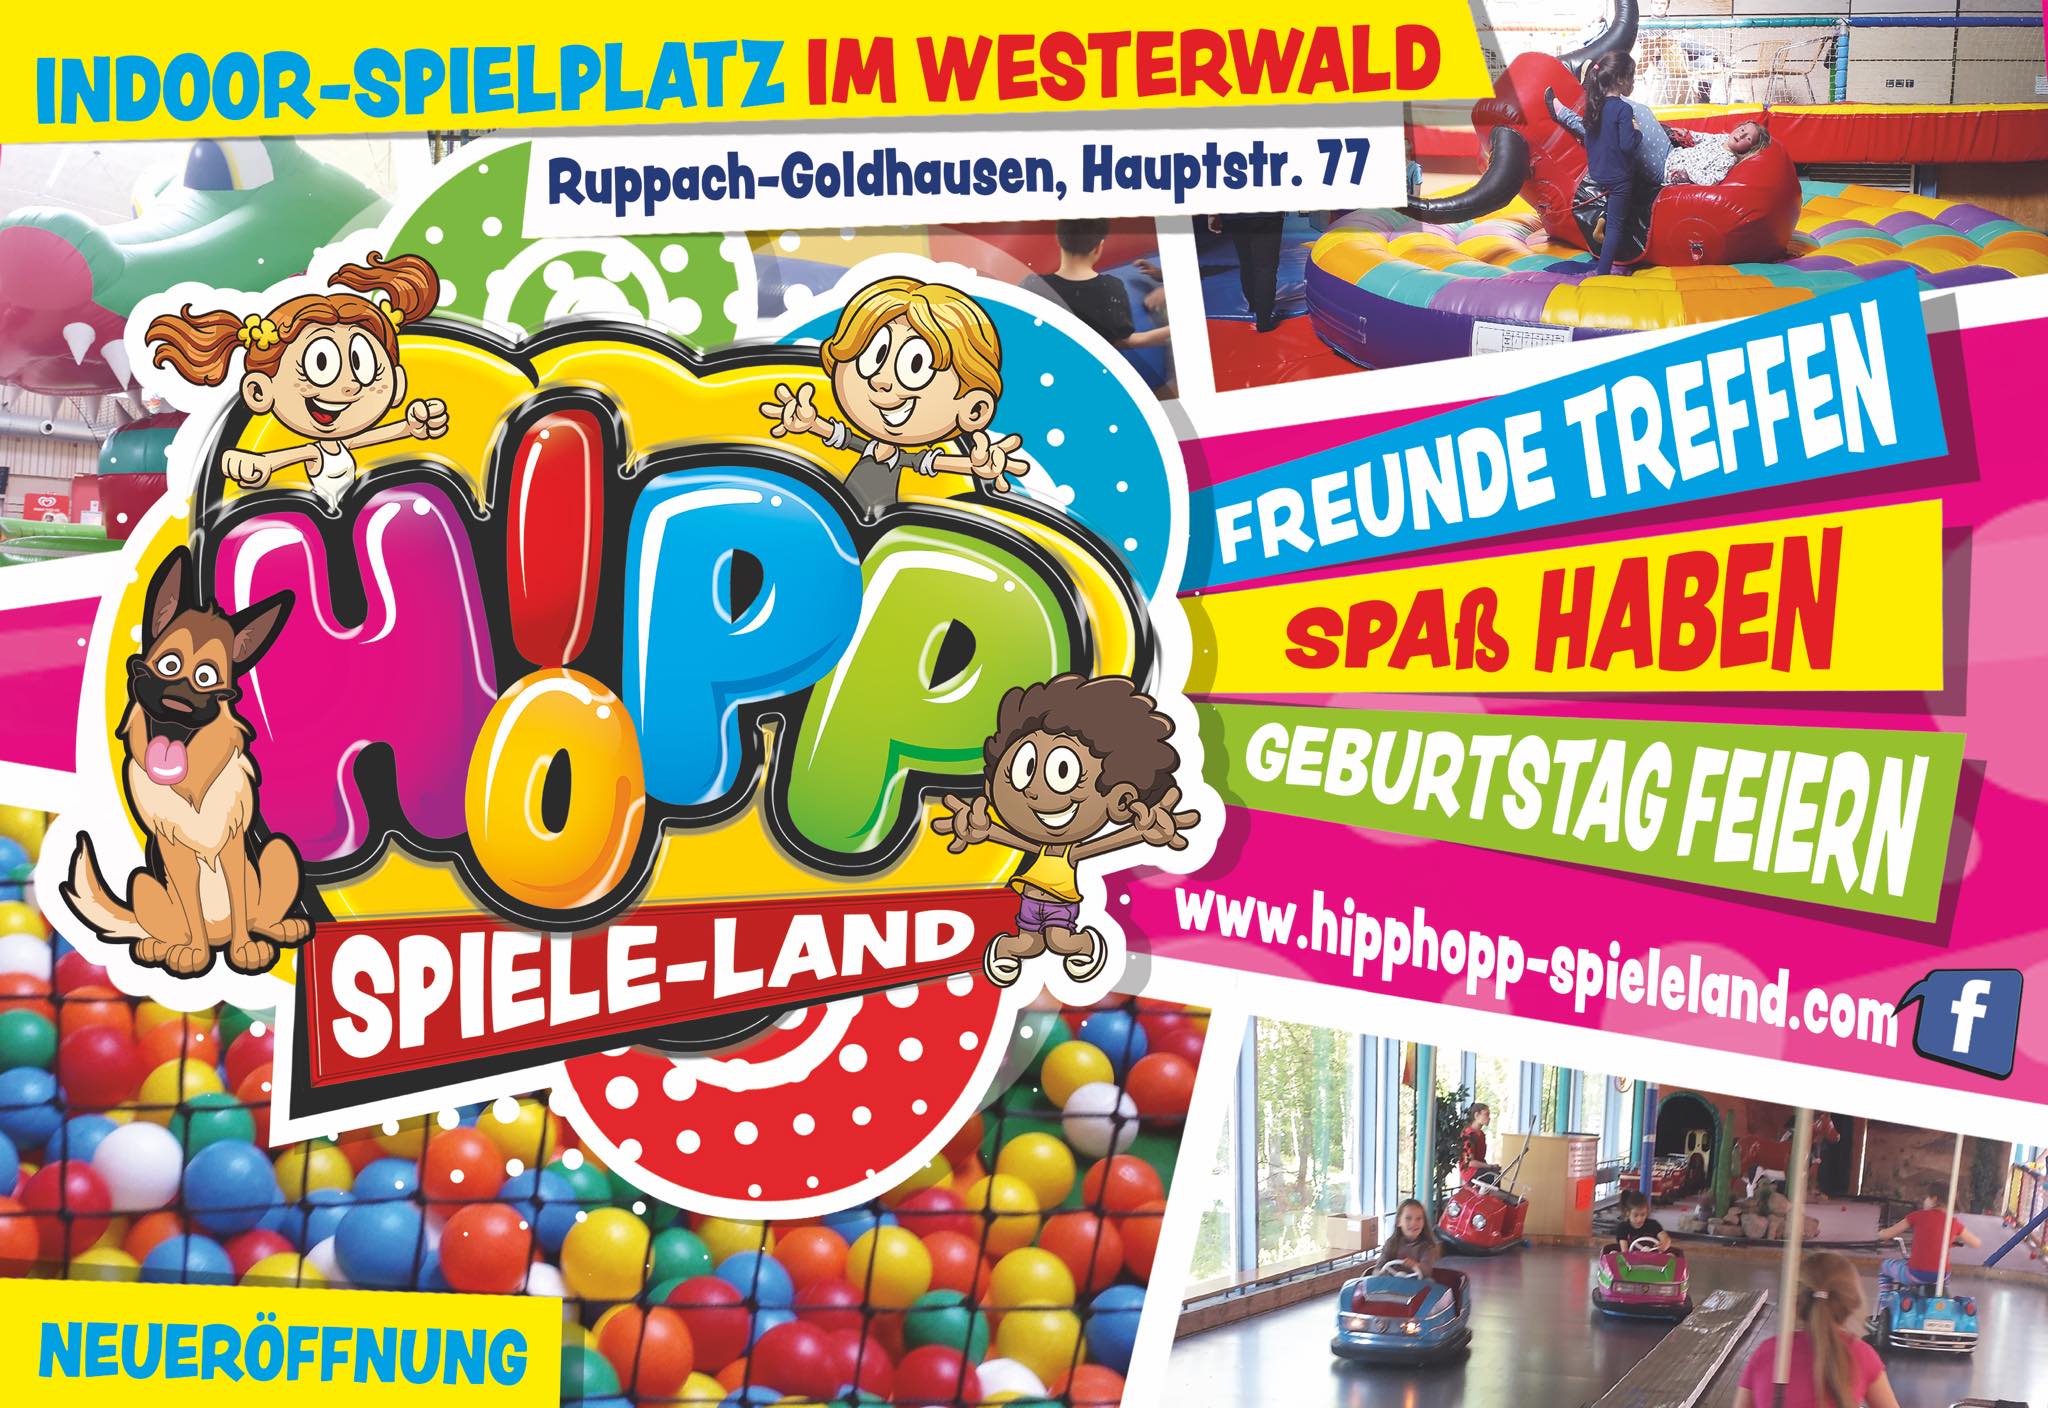 INDOOR-SPIELPLATZ IM WESTERWALD
Ruppach-Goldhausen, Hauptstr. 77
H!PP
HOPP
SPIELE-LAND
FREUNDE TREFFEN
SPAß HABEN
GEBURTSTAG FEIERN
www.hipphopp-spieleland.com
f
NEUERÖFFNUNG